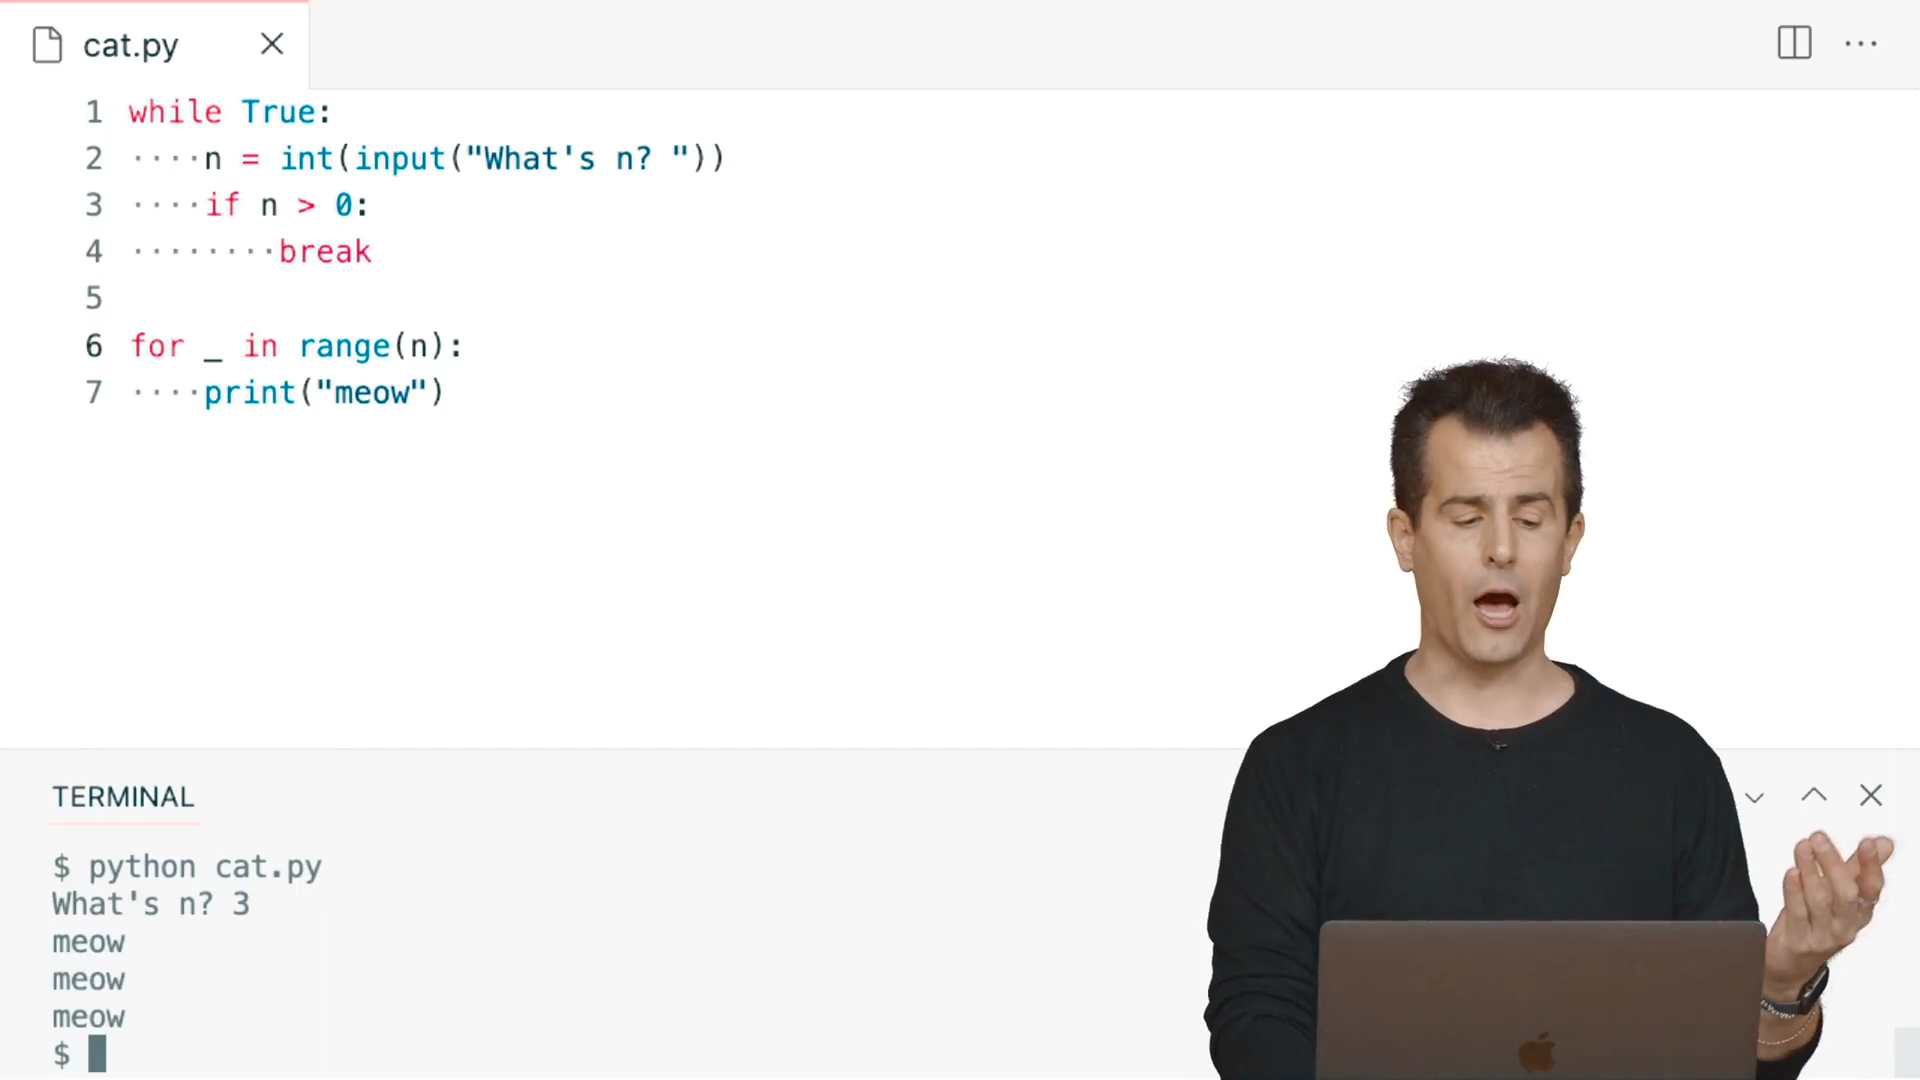 cat.py
1 while True:
2 ····n = int(input("What's n? "))
3 ····if n > 0:
4 ········break
5
6 for _ in range(n):
7 ····print("meow")
TERMINAL
$ python cat.py
What's n? 3
meow
meow
meow
$